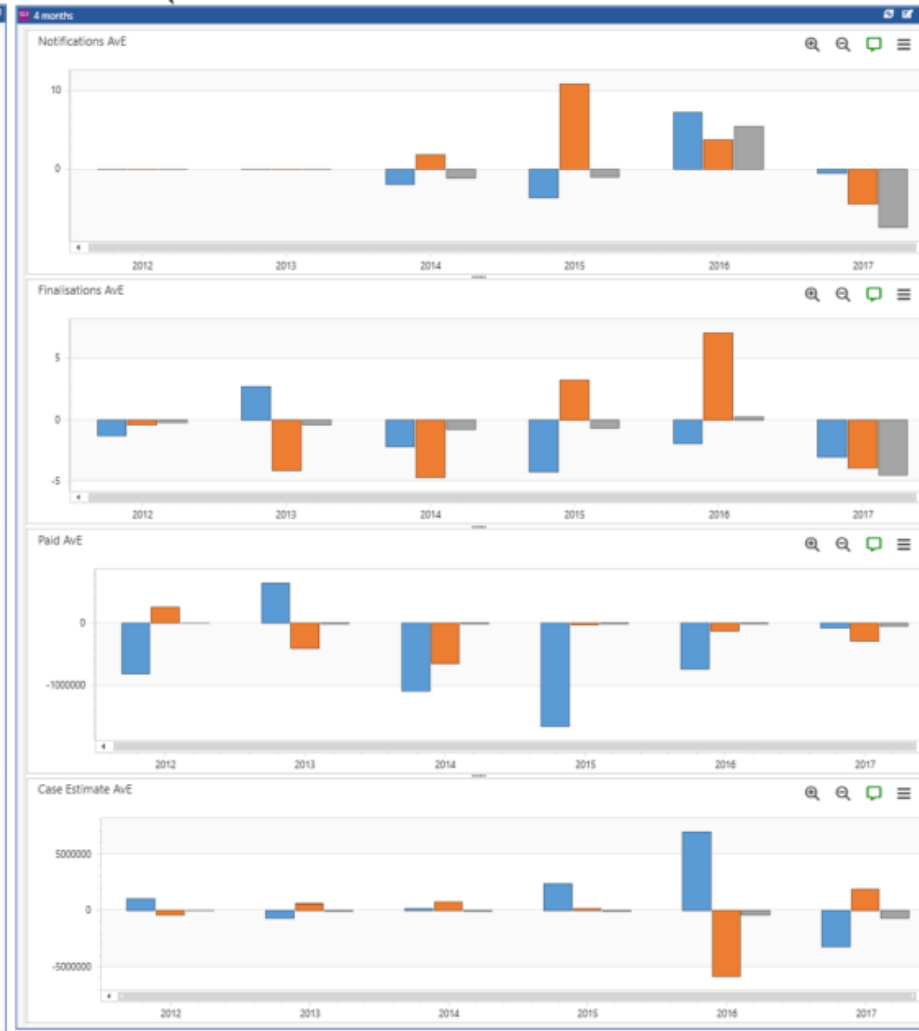 4 months
Notifications AvE
10
0
2012 2013 2014 2015 2016 2017
Finalisations AvE
5
0
-5
2012 2013 2014 2015 2016 2017
Paid AvE
0
-1000000
2012 2013 2014 2015 2016 2017
Case Estimate AvE
5000000
0
-5000000
2012 2013 2014 2015 2016 2017